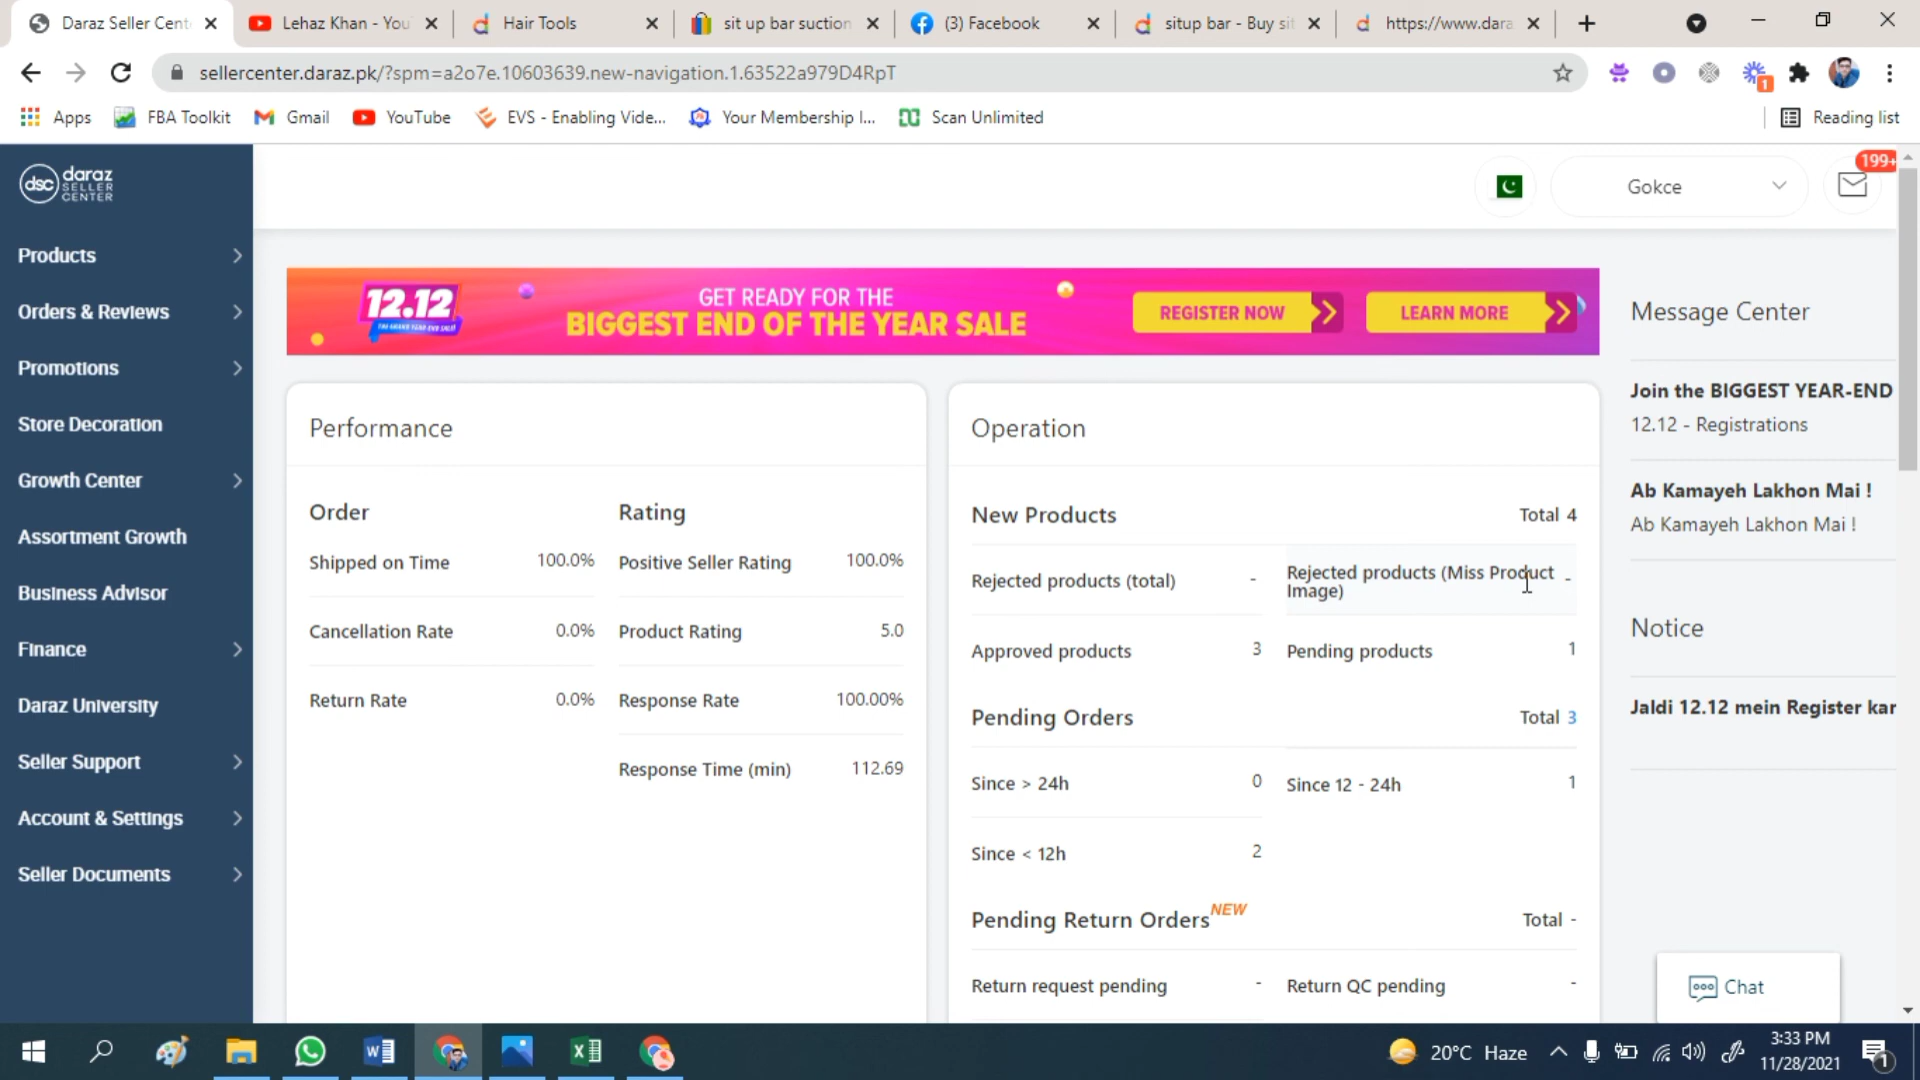 Daraz Seller Cent
Lehaz Khan - You
Hair Tools
sit up bar suction
(3) Facebook
situp bar - Buy sit
https://www.dara
sellercenter.daraz.pk/?spm=a2o7e.10603639.new-navigation.1.63522a979D4RpT
1
Apps
FBA Toolkit
Gmail
YouTube
EVS - Enabling Vide...
Your Membership I...
Scan Unlimited
Reading list
dsc daraz
SELLER
CENTER
Gokce
199+
Products
Orders & Reviews
Promotions
Store Decoration
Growth Center
Assortment Growth
Business Advisor
Finance
Daraz University
Seller Support
Account & Settings
Seller Documents
12.12
THE GRAND YEAR END SALE!
GET READY FOR THE
BIGGEST END OF THE YEAR SALE
REGISTER NOW
LEARN MORE
Performance
Order
Shipped on Time 100.0%
Cancellation Rate 0.0%
Return Rate 0.0%
Rating
Positive Seller Rating 100.0%
Product Rating 5.0
Response Rate 100.00%
Response Time (min) 112.69
Operation
New Products Total 4
Rejected products (total) -
Rejected products (Miss Product -
Image)
Approved products 3
Pending products 1
Pending Orders Total 3
Since > 24h 0
Since 12 - 24h 1
Since < 12h 2
Pending Return Orders NEW Total -
Return request pending -
Return QC pending -
Message Center
Join the BIGGEST YEAR-END
12.12 - Registrations
Ab Kamayeh Lakhon Mai !
Ab Kamayeh Lakhon Mai !
Notice
Jaldi 12.12 mein Register kar
Chat
20°C Haze
3:33 PM
11/28/2021
1